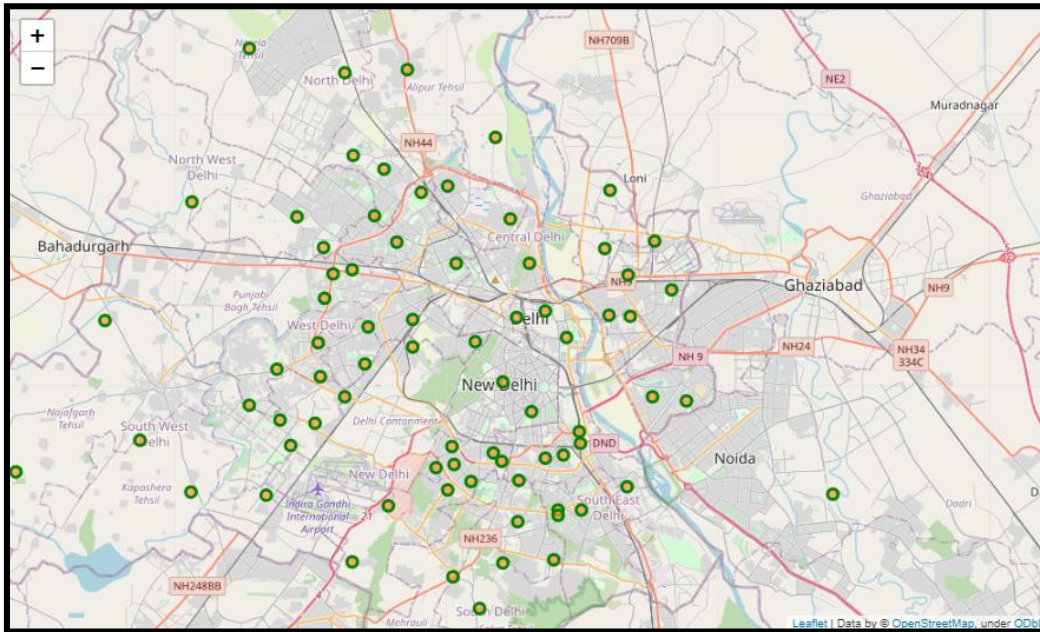 +
−
NH709B
NE2
Narela
Tehsil
North Delhi
Alipur Tehsil
Muradnagar
NH44
North West
Delhi
Loni
Ghaziabad
Central Delhi
Bahadurgarh
NH9
Ghaziabad
NH9
Punjabi
Bagh Tehsil
West Delhi
Delhi
NH24
NH34
334C
NH 9
New Delhi
Najafgarh
Tehsil
South West
Delhi
Delhi Cantonment
DND
Noida
New Delhi
Kapashera
Tehsil
Indira Gandhi
International
Airport
21
South East
Delhi
Dadri
NH236
NH248BB
4
South Delhi
Mehrauli
Leaflet | Data by © OpenStreetMap, under ODbL